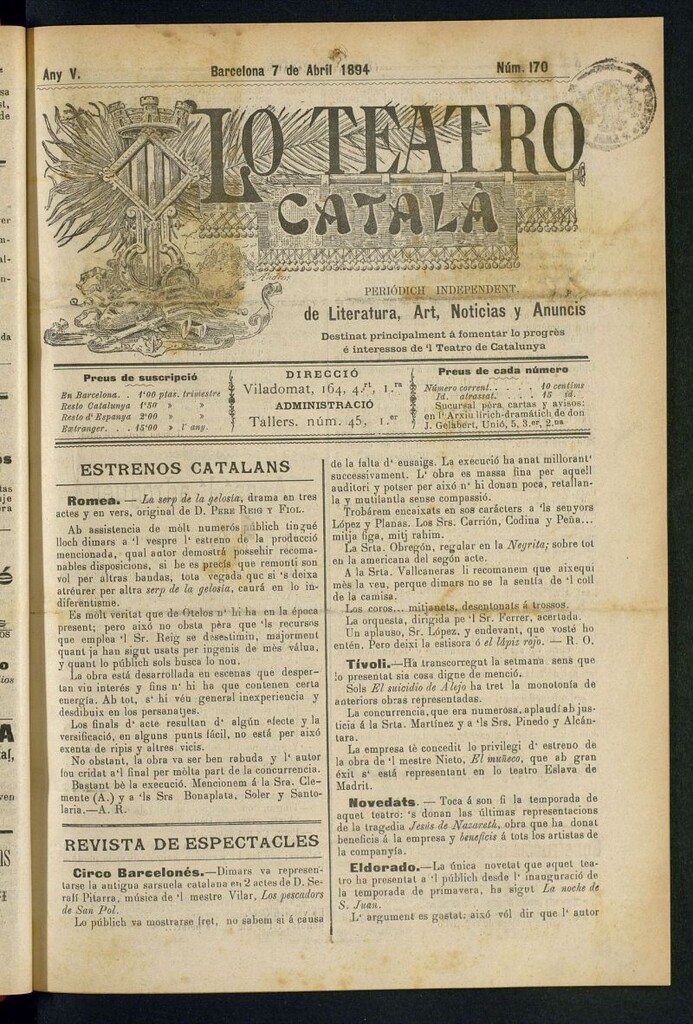 Any V.
Barcelona 7 de Abril 1894
Núm. 170
LO TEATRO
CATALÀ
PERIÓDICH INDEPENDENT
de Literatura, Art, Noticias y Anuncis
Destinat principalment á fomentar lo progrès
é interessos de 'l Teatro de Catalunya
Preus de suscripció
En Barcelona. . 1'00 ptas. trimestre
Resto Catalunya 1'50 » »
Resto d' Espanya 2'00 » »
Extranger. . . 15'00 » l' any.
DIRECCIÓ
Viladomat, 164, 4.rt, 1.ra
ADMINISTRACIÓ
Tallers. núm. 45, 1.er
Preus de cada número
Número corrent. . . . . 10 centims
Id. atrassat. . . . . 15 id.
Sucursal péra cartas y avisos:
en l' Arxiu lírich-dramátich de don
J. Gelabert, Unió, 5, 3.er, 2.ua
ESTRENOS CATALANS
Romea. — La serp de la gelosia, drama en tres
actes y en vers, original de D. PERE REIG Y FIOL.
Ab assistencia de mólt numerós públich tingué
lloch dimars a 'l vespre l' estreno de la producció
mencionada, qual autor demostrá possehir recoma-
nables disposicions, si be es precís que remonti son
vol per altras bandas, tota vegada que si 's deixa
atréurer per altra serp de la gelosia, caurá en lo in-
diferentisme.
Es mólt veritat que de Otelos n' hi ha en la época
present; pero aixó no obsta péra que 'ls recursos
que emplea 'l Sr. Reig se desestimin, majorment
quant ja han sigut usats per ingenis de més válua,
y quant lo públich sols busca lo nou.
La obra está desarrollada en escenas que desper-
tan viu interés y fins n' hi ha que contenen certa
energía. Ab tot, s' hi véu general inexperiencia y
desdibuix en los personatjes.
Los finals d' acte resultan d' algún efecte y la
versificació, en alguns punts fácil, no está per aixó
exenta de ripis y altres vicis.
No obstant, la obra va ser ben rabuda y l' autor
fou cridat a'l final per mólta part de la concurrencia.
Bastant bè la execució. Mencionèm á la Sra. Cle-
mente (A.) y a 'ls Srs Bonaplata, Soler y Santo-
laria.—A. R.
REVISTA DE ESPECTACLES
Circo Barcelonés.—Dimars va represen-
tarse la antigua sarsuela catalana en 2 actes de D. Se-
rafí Pitarra, música de 'l mestre Vilar, Los pescadors
de San Pol.
Lo públich va mostrarse fret, no sabem si á causa
de la falta d' ensaigs. La execució ha anat millorant
successivament. L' obra es massa fina per aquell
auditori y potser per aixó n' hi donan poca, retallan-
la y mutilantla sense compassió.
Trobárem encaixats en sos carácters a 'ls senyors
López y Planas. Los Srs. Carrión, Codina y Peña...
mitja figa, mitj rahim.
La Srta. Obregón, regular en la Negrita; sobre tot
en la americana del segón acte.
A la Srta. Vallcaneras li recomanem que aixequi
més la veu, perque dimars no se la sentía de 'l coll
de la camisa.
Los coros... mitjanets, desentonats á trossos.
La orquesta, dirigida pe 'l Sr. Ferrer, acertada.
Un aplauso, Sr. López, y endevant, que vosté ho
entén. Pero deixi la estisora ó el lápiz rojo. — R. O.
Tívoli.—Ha transcorregut la setmana sens que
lo presentat sia cosa digne de menció.
Sols El suicidio de Alejo ha tret la monotonía de
anteriors obras representadas.
La concurrencia, que era numerosa, aplaudí ab jus-
ticia á la Srta. Martínez y a 'ls Srs. Pinedo y Alcán-
tara.
La empresa té concedit lo privilegi d' estreno de
la obra de 'l mestre Nieto, El muñeco, que ab gran
éxit s' está representant en lo teatro Eslava de
Madrit.
Novedats. — Toca á son fi la temporada de
aquet teatro: 's donan las últimas representacions
de la tragedia Jesús de Nazareth, obra que ha donat
beneficis á la empresa y beneficis á tots los artistas de
la companyía.
Eldorado.—La única novetat que aquet tea-
tro ha presentat a 'l públich desde l' inauguració de
la temporada de primavera, ha sigut La noche de
S. Juan.
L' argument es gastat: aixó vól dir que l' autor